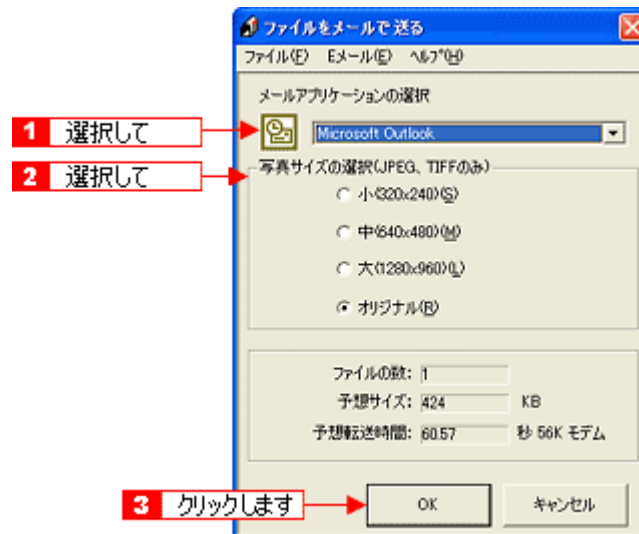 ファイルをメールで送る
ファイル(F) Eメール(E) ヘルプ(H)
メールアプリケーションの選択
1 選択して
Microsoft Outlook
2 選択して
写真サイズの選択(JPEG、TIFFのみ)
小(320x240)(S)
中(640x480)(M)
大(1280x960)(L)
オリジナル(R)
ファイルの数: 1
予想サイズ: 424 KB
予想転送時間: 60.57 秒 56K モデム
3 クリックします
OK キャンセル